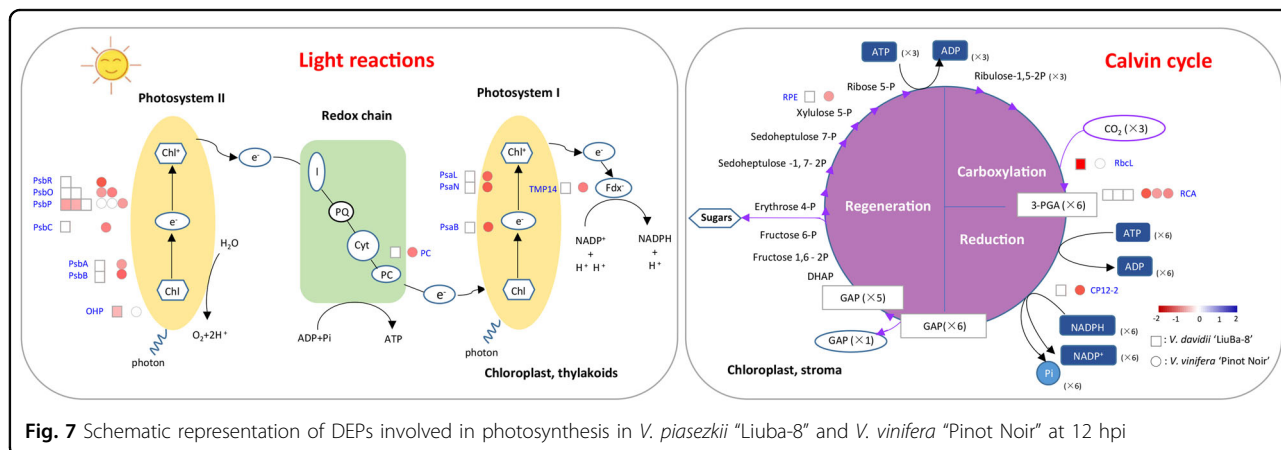 Light reactions
Photosystem II
Redox chain
Photosystem I
Chl⁺
e⁻
Chl
PsbR
PsbO
PsbP
PsbC
PsbA
PsbB
OHP
H₂O
O₂+2H⁺
photon
e⁻
I
PQ
Cyt
PC
PC
ADP+Pi
ATP
e⁻
Chl⁺
e⁻
Chl
PsaL
PsaN
PsaB
TMP14
e⁻
Fdx⁻
NADP⁺
+
H⁺ H⁺
NADPH
+
H⁺
photon
Chloroplast, thylakoids
Calvin cycle
ATP (×3)
ADP (×3)
Ribulose-1,5-2P (×3)
Ribose 5-P
RPE
Xylulose 5-P
Sedoheptulose 7-P
Sedoheptulose -1, 7- 2P
Erythrose 4-P
Sugars
Fructose 6-P
Fructose 1,6 - 2P
DHAP
GAP (×5)
GAP (×1)
GAP(×6)
Regeneration
Carboxylation
Reduction
CO₂ (×3)
RbcL
RCA
3-PGA (×6)
ATP (×6)
ADP (×6)
CP12-2
NADPH (×6)
NADP⁺ (×6)
Pi (×6)
-2 -1 0 1 2
: V. davidii 'LiuBa-8'
: V. vinifera 'Pinot Noir'
Chloroplast, stroma
Fig. 7 Schematic representation of DEPs involved in photosynthesis in V. piasezkii "Liuba-8" and V. vinifera "Pinot Noir" at 12 hpi